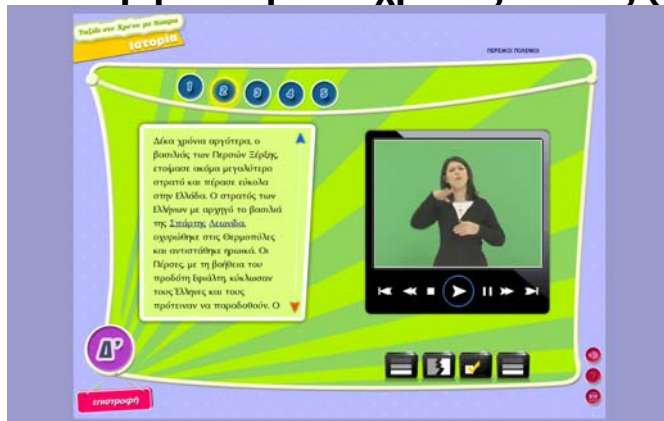 Ταξίδι στο Χρόνο με Νόημα
ιστορία
ΠΕΡΣΙΚΟΙ ΠΟΛΕΜΟΙ
1 2 3 4 5
Δέκα χρόνια αργότερα, ο
βασιλιάς των Περσών Ξέρξης,
ετοίμασε ακόμα μεγαλύτερο
στρατό και πέρασε εύκολα
στην Ελλάδα. Ο στρατός των
Ελλήνων με αρχηγό το βασιλιά
της Σπάρτης Λεωνίδα,
οχυρώθηκε στις Θερμοπύλες
και αντιστάθηκε ηρωικά. Οι
Πέρσες, με τη βοήθεια του
προδότη Εφιάλτη, κύκλωσαν
τους Έλληνες και τους
πρότειναν να παραδοθούν. Ο
Δ'
επιστροφή